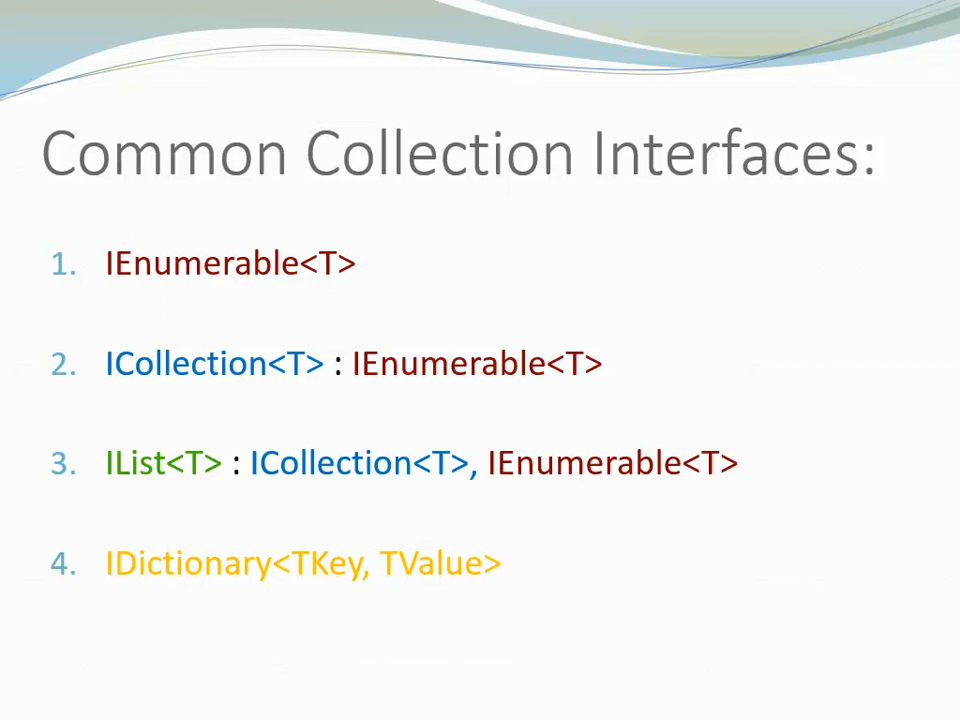 Common Collection Interfaces:
1. IEnumerable<T>
2. ICollection<T> : IEnumerable<T>
3. IList<T> : ICollection<T>, IEnumerable<T>
4. IDictionary<TKey, TValue>